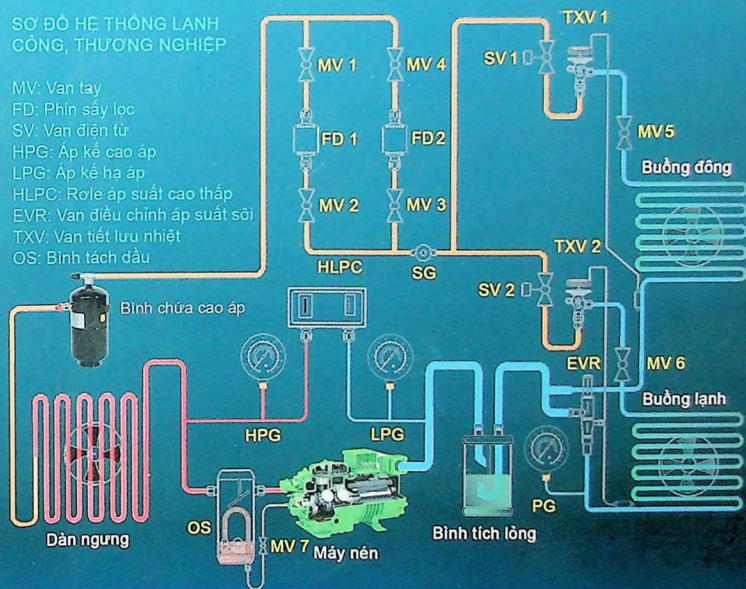 SƠ ĐỒ HỆ THỐNG LẠNH
CÔNG, THƯƠNG NGHIỆP
MV: Van tay
FD: Phin sấy lọc
SV: Van điện từ
HPG: Áp kế cao áp
LPG: Áp kế hạ áp
HLPC: Rơle áp suất cao thấp
EVR: Van điều chỉnh áp suất sôi
TXV: Van tiết lưu nhiệt
OS: Bình tách dầu
TXV 1
MV 1
MV 4
SV 1
FD 1
FD 2
MV 5
Buồng đông
MV 2
MV 3
TXV 2
HLPC
SG
SV 2
Bình chứa cao áp
EVR
MV 6
Buồng lạnh
HPG
LPG
PG
OS
Dàn ngưng
MV 7
Máy nén
Bình tích lỏng